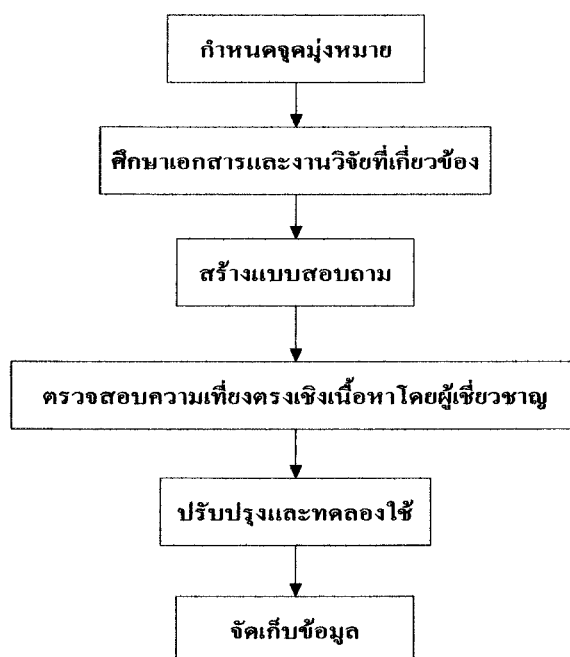 กำหนดจุดมุ่งหมาย
ศึกษาเอกสารและงานวิจัยที่เกี่ยวข้อง
สร้างแบบสอบถาม
ตรวจสอบความเที่ยงตรงเชิงเนื้อหาโดยผู้เชี่ยวชาญ
ปรับปรุงและทดลองใช้
จัดเก็บข้อมูล